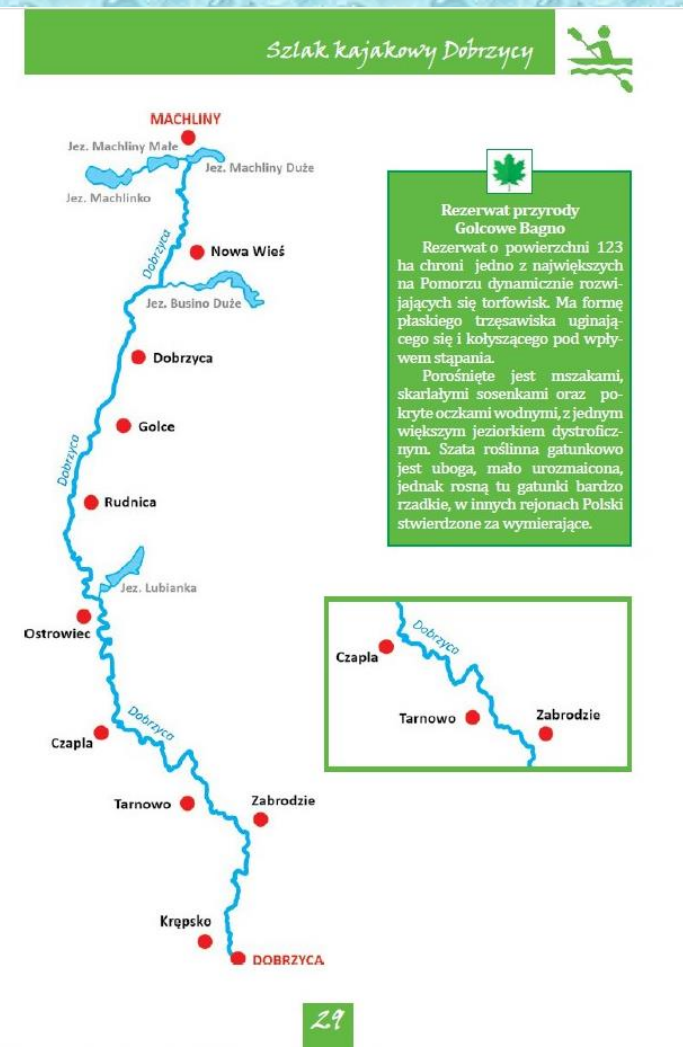 Szlak kajakowy Dobrzycy
MACHLINY
Jez. Machliny Małe
Jez. Machliny Duże
Jez. Machlinko
Dobrzyca
Nowa Wieś
Jez. Busino Duże
Dobrzyca
Golce
Dobrzyca
Rudnica
Jez. Lubianka
Ostrowiec
Dobrzyca
Czapla
Tarnowo
Zabrodzie
Krępsko
DOBRZYCA
Rezerwat przyrody
Golcowe Bagno
Rezerwat o powierzchni 123
ha chroni jedno z największych
na Pomorzu dynamicznie rozwi-
jających się torfowisk. Ma formę
płaskiego trzęsawiska uginają-
cego się i kołyszącego pod wpły-
wem stąpania.
Porośnięte jest mszakami,
skarlałymi sosenkami oraz po-
kryte oczkami wodnymi, z jednym
większym jeziorkiem dystroficz-
nym. Szata roślinna gatunkowo
jest uboga, mało urozmaicona,
jednak rosną tu gatunki bardzo
rzadkie, w innych rejonach Polski
stwierdzone za wymierające.
Dobrzyca
Czapla
Tarnowo
Zabrodzie
29